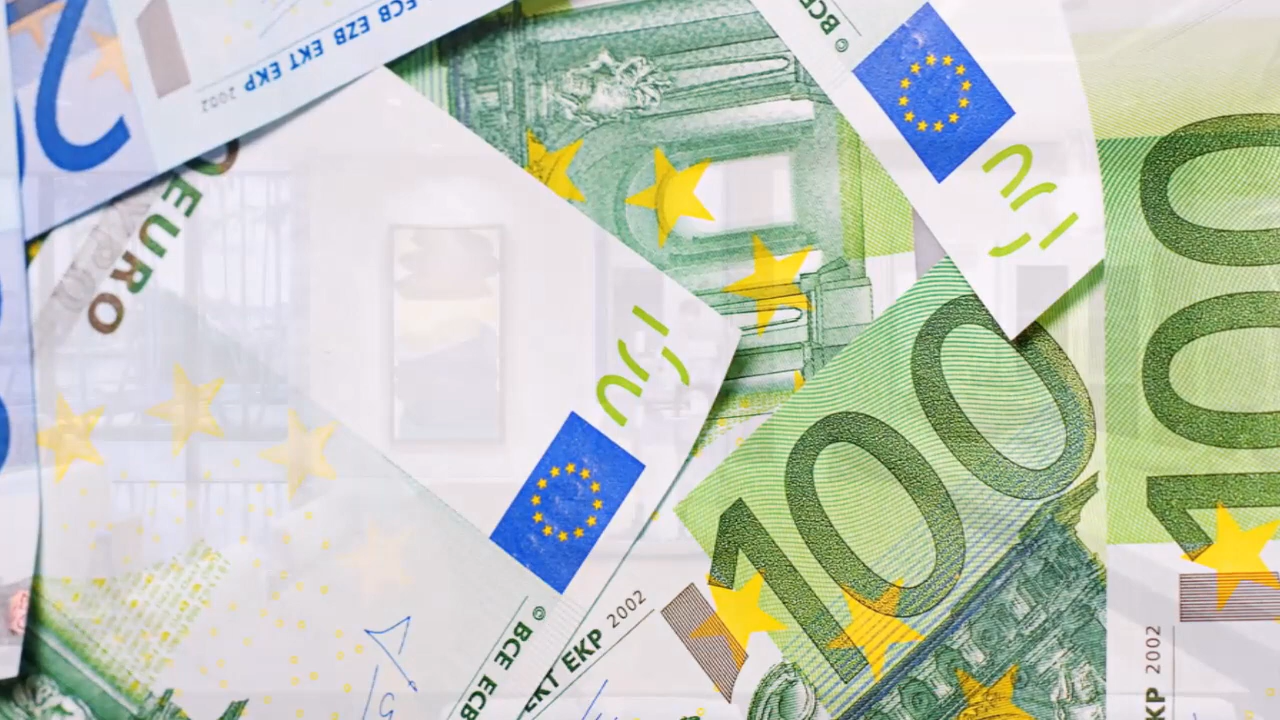 ECB EZB EKT EKP
2002
EURO
© BCE
© BCE ECB
EKT EKP 2002
100
100
KP 2002